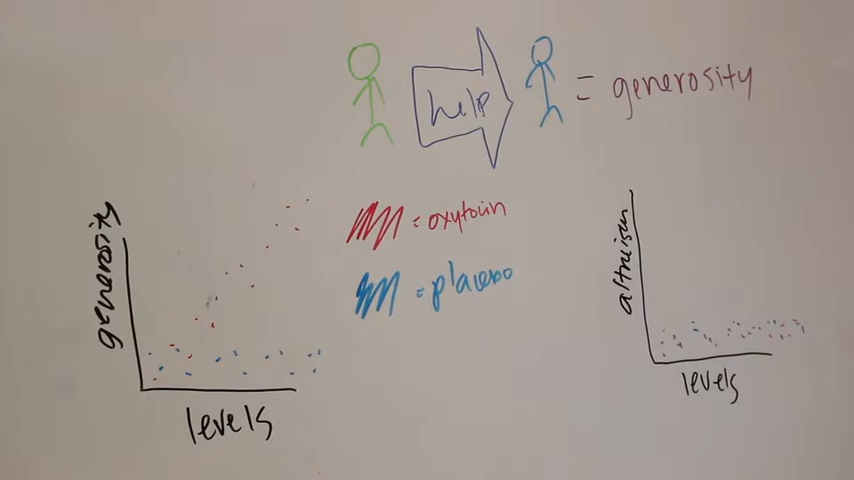 help
= generosity
= oxytocin
= placebo
generosity
levels
altruism
levels